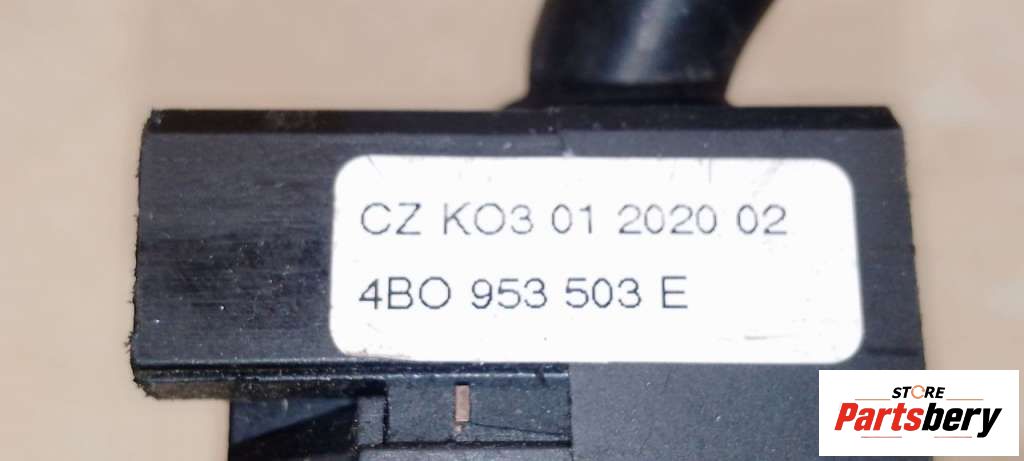 CZ KO3 01 2020 02
4BO 953 503 E
STORE
Partsbery